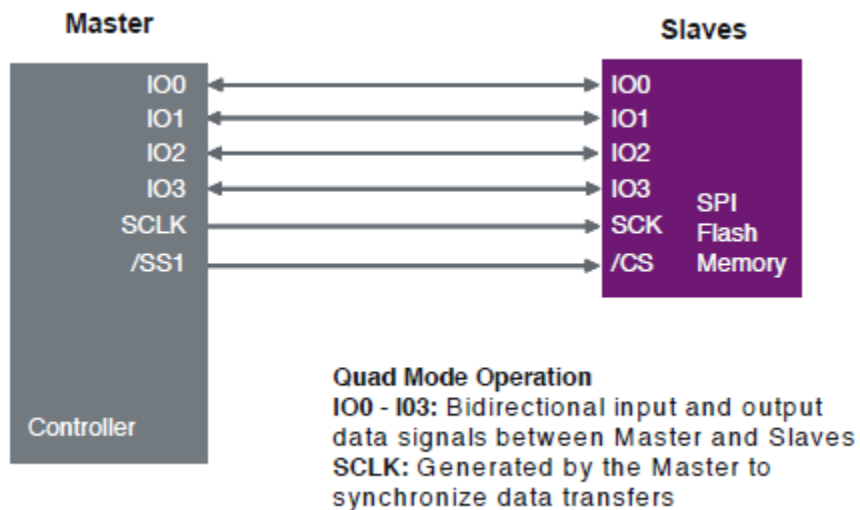 Master
Slaves
IO0
IO1
IO2
IO3
SCLK
/SS1
Controller
IO0
IO1
IO2
IO3
SCK
/CS
SPI
Flash
Memory
Quad Mode Operation
IO0 - I03: Bidirectional input and output
data signals between Master and Slaves
SCLK: Generated by the Master to
synchronize data transfers